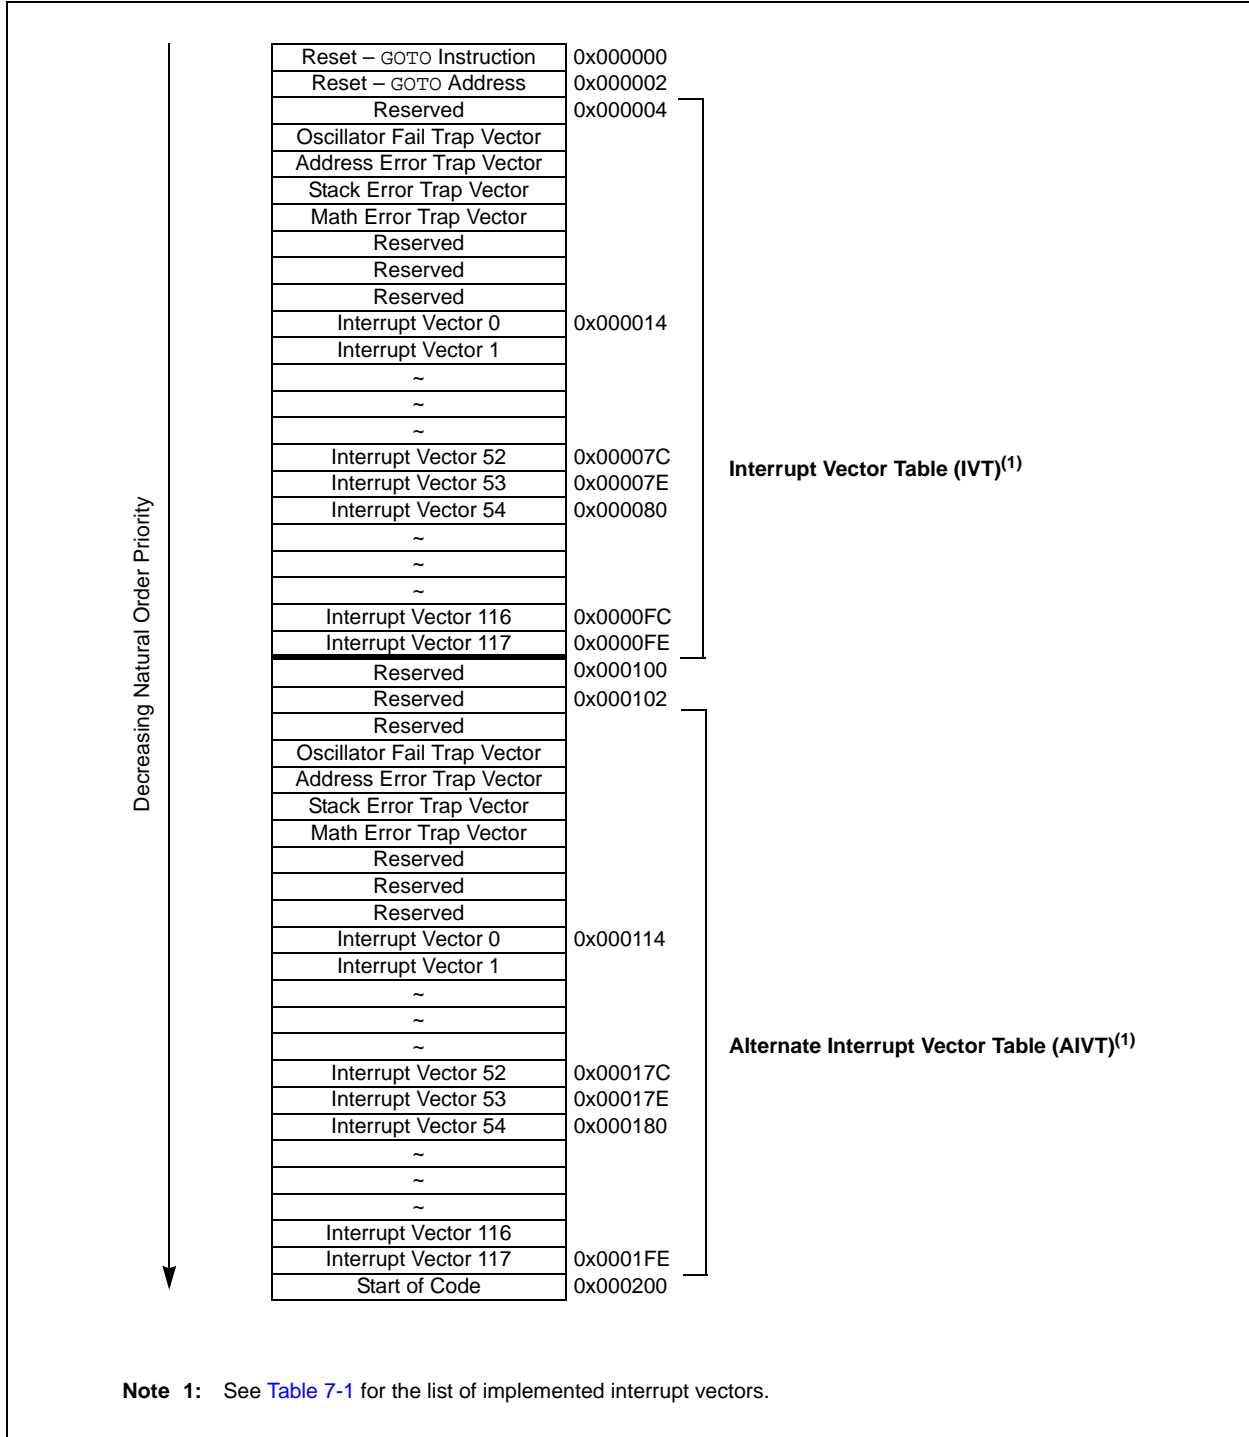 Reset – GOTO Instruction 0x000000
Reset – GOTO Address 0x000002
Reserved 0x000004
Oscillator Fail Trap Vector
Address Error Trap Vector
Stack Error Trap Vector
Math Error Trap Vector
Reserved
Reserved
Reserved
Interrupt Vector 0 0x000014
Interrupt Vector 1
~
~
~
Interrupt Vector 52 0x00007C
Interrupt Vector Table (IVT)(1)
Interrupt Vector 53 0x00007E
Interrupt Vector 54 0x000080
~
~
~
Interrupt Vector 116 0x0000FC
Interrupt Vector 117 0x0000FE
Decreasing Natural Order Priority
Reserved 0x000100
Reserved 0x000102
Reserved
Oscillator Fail Trap Vector
Address Error Trap Vector
Stack Error Trap Vector
Math Error Trap Vector
Reserved
Reserved
Reserved
Interrupt Vector 0 0x000114
Interrupt Vector 1
~
~
~
Alternate Interrupt Vector Table (AIVT)(1)
Interrupt Vector 52 0x00017C
Interrupt Vector 53 0x00017E
Interrupt Vector 54 0x000180
~
~
~
Interrupt Vector 116
Interrupt Vector 117 0x0001FE
Start of Code 0x000200
Note 1: See Table 7-1 for the list of implemented interrupt vectors.